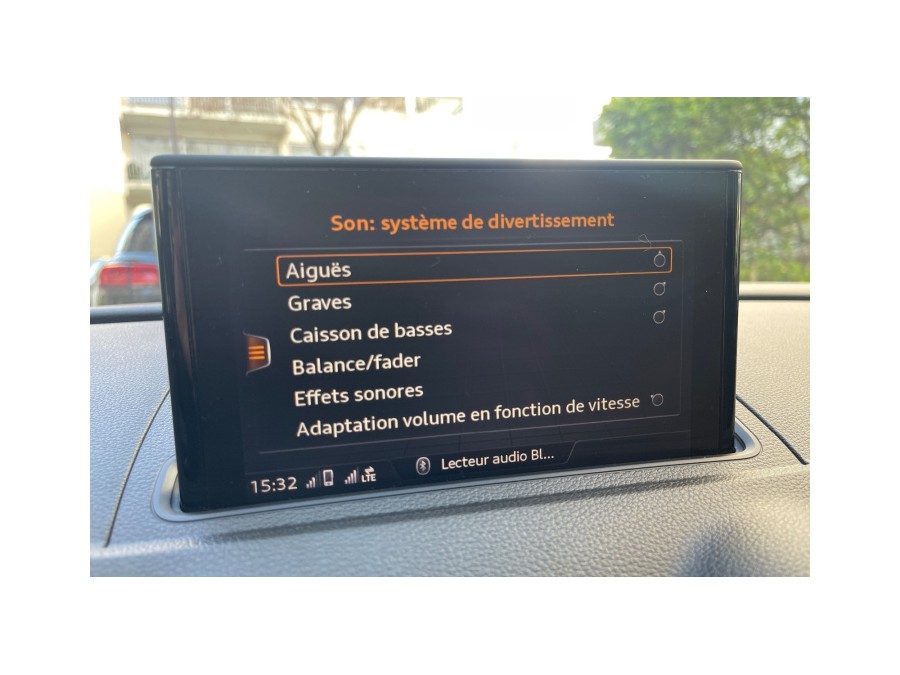 Son: système de divertissement
Aiguës
Graves
Caisson de basses
Balance/fader
Effets sonores
Adaptation volume en fonction de vitesse
15:32 LTE Lecteur audio Bl...